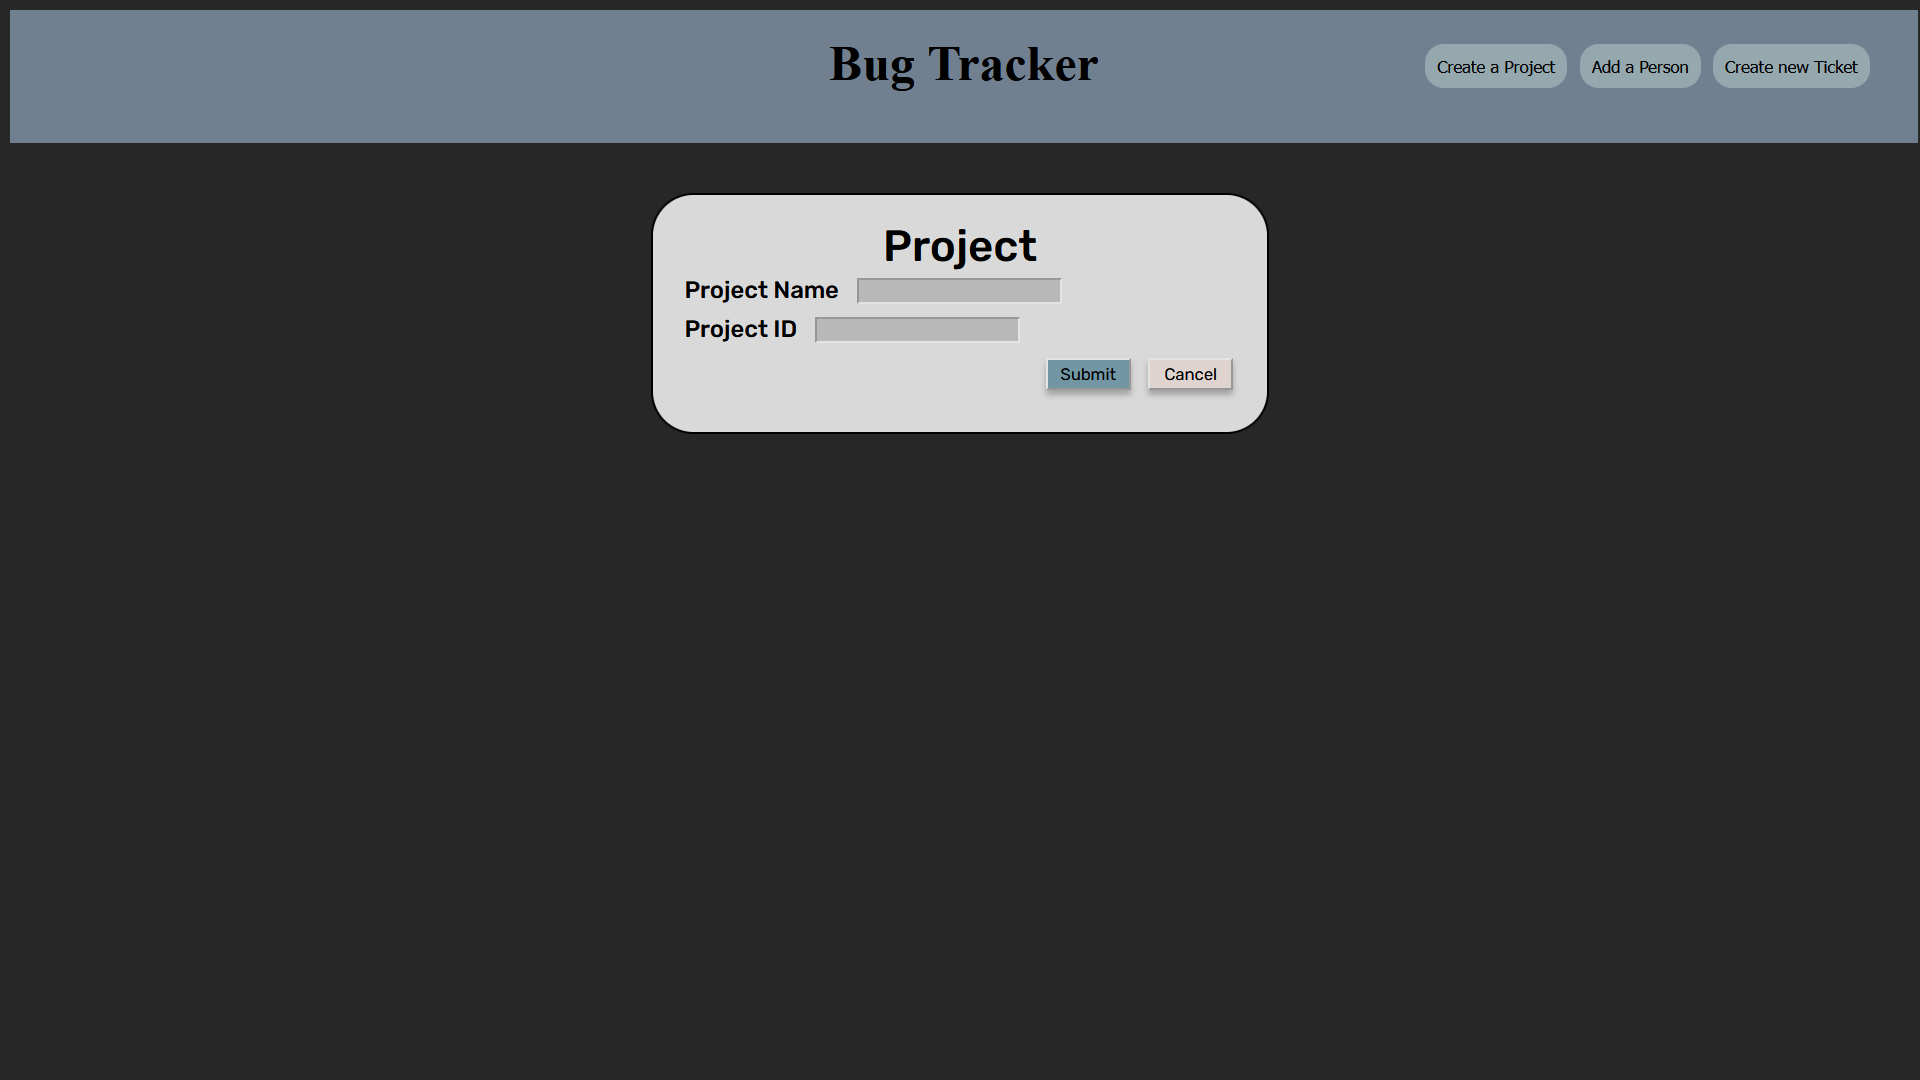 Bug Tracker
Create a Project
Add a Person
Create new Ticket
Project
Project Name
Project ID
Submit
Cancel